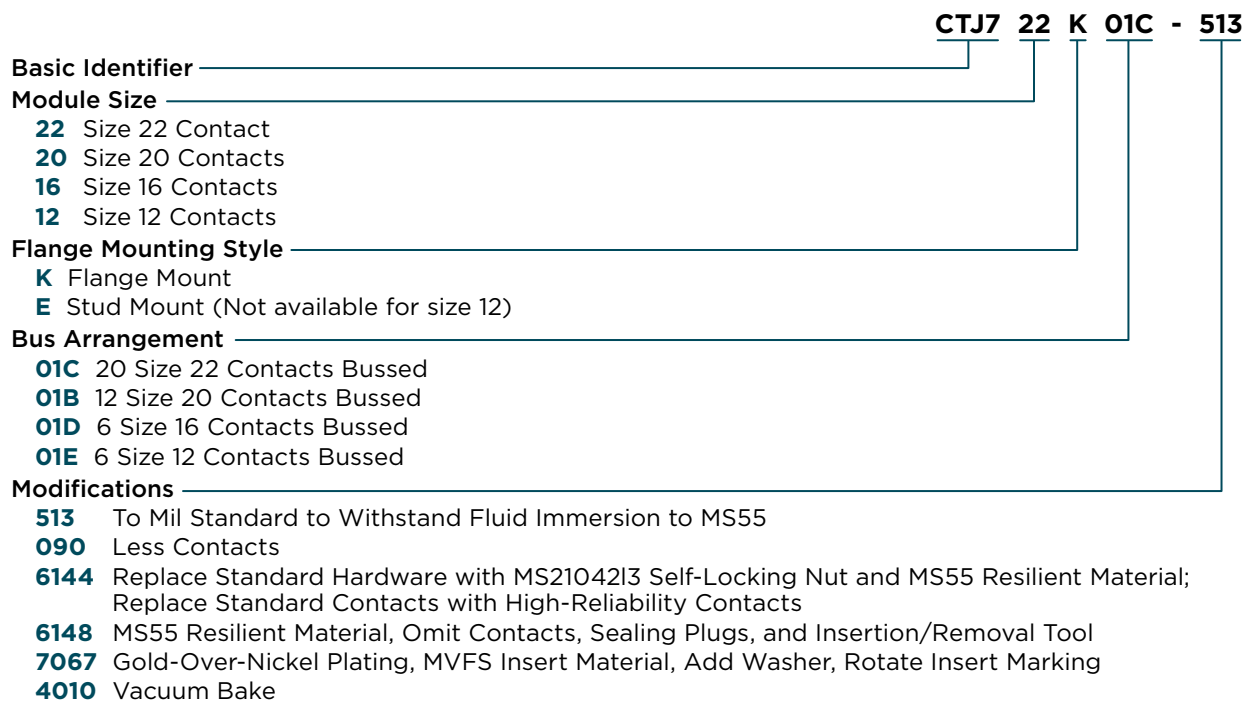 CTJ7 22 K 01C - 513
Basic Identifier
Module Size
22 Size 22 Contact
20 Size 20 Contacts
16 Size 16 Contacts
12 Size 12 Contacts
Flange Mounting Style
K Flange Mount
E Stud Mount (Not available for size 12)
Bus Arrangement
01C 20 Size 22 Contacts Bussed
01B 12 Size 20 Contacts Bussed
01D 6 Size 16 Contacts Bussed
01E 6 Size 12 Contacts Bussed
Modifications
513 To Mil Standard to Withstand Fluid Immersion to MS55
090 Less Contacts
6144 Replace Standard Hardware with MS21042l3 Self-Locking Nut and MS55 Resilient Material;
Replace Standard Contacts with High-Reliability Contacts
6148 MS55 Resilient Material, Omit Contacts, Sealing Plugs, and Insertion/Removal Tool
7067 Gold-Over-Nickel Plating, MVFS Insert Material, Add Washer, Rotate Insert Marking
4010 Vacuum Bake